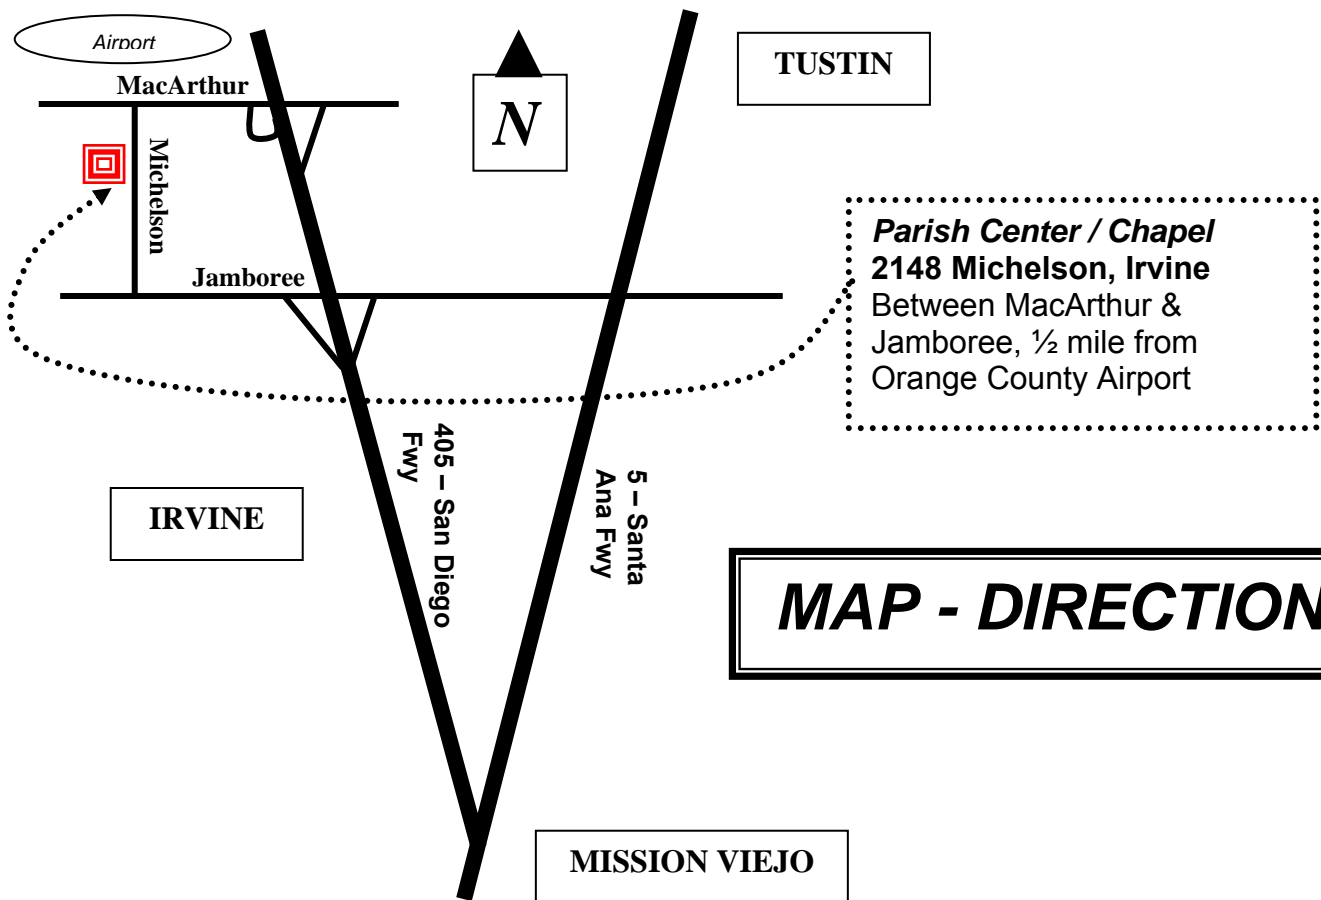 Airport
TUSTIN
MacArthur
N
Michelson
Parish Center / Chapel
2148 Michelson, Irvine
Between MacArthur &
Jamboree, ½ mile from
Orange County Airport
Jamboree
405 – San Diego
Fwy
5 – Santa
Ana Fwy
IRVINE
MAP - DIRECTION
MISSION VIEJO